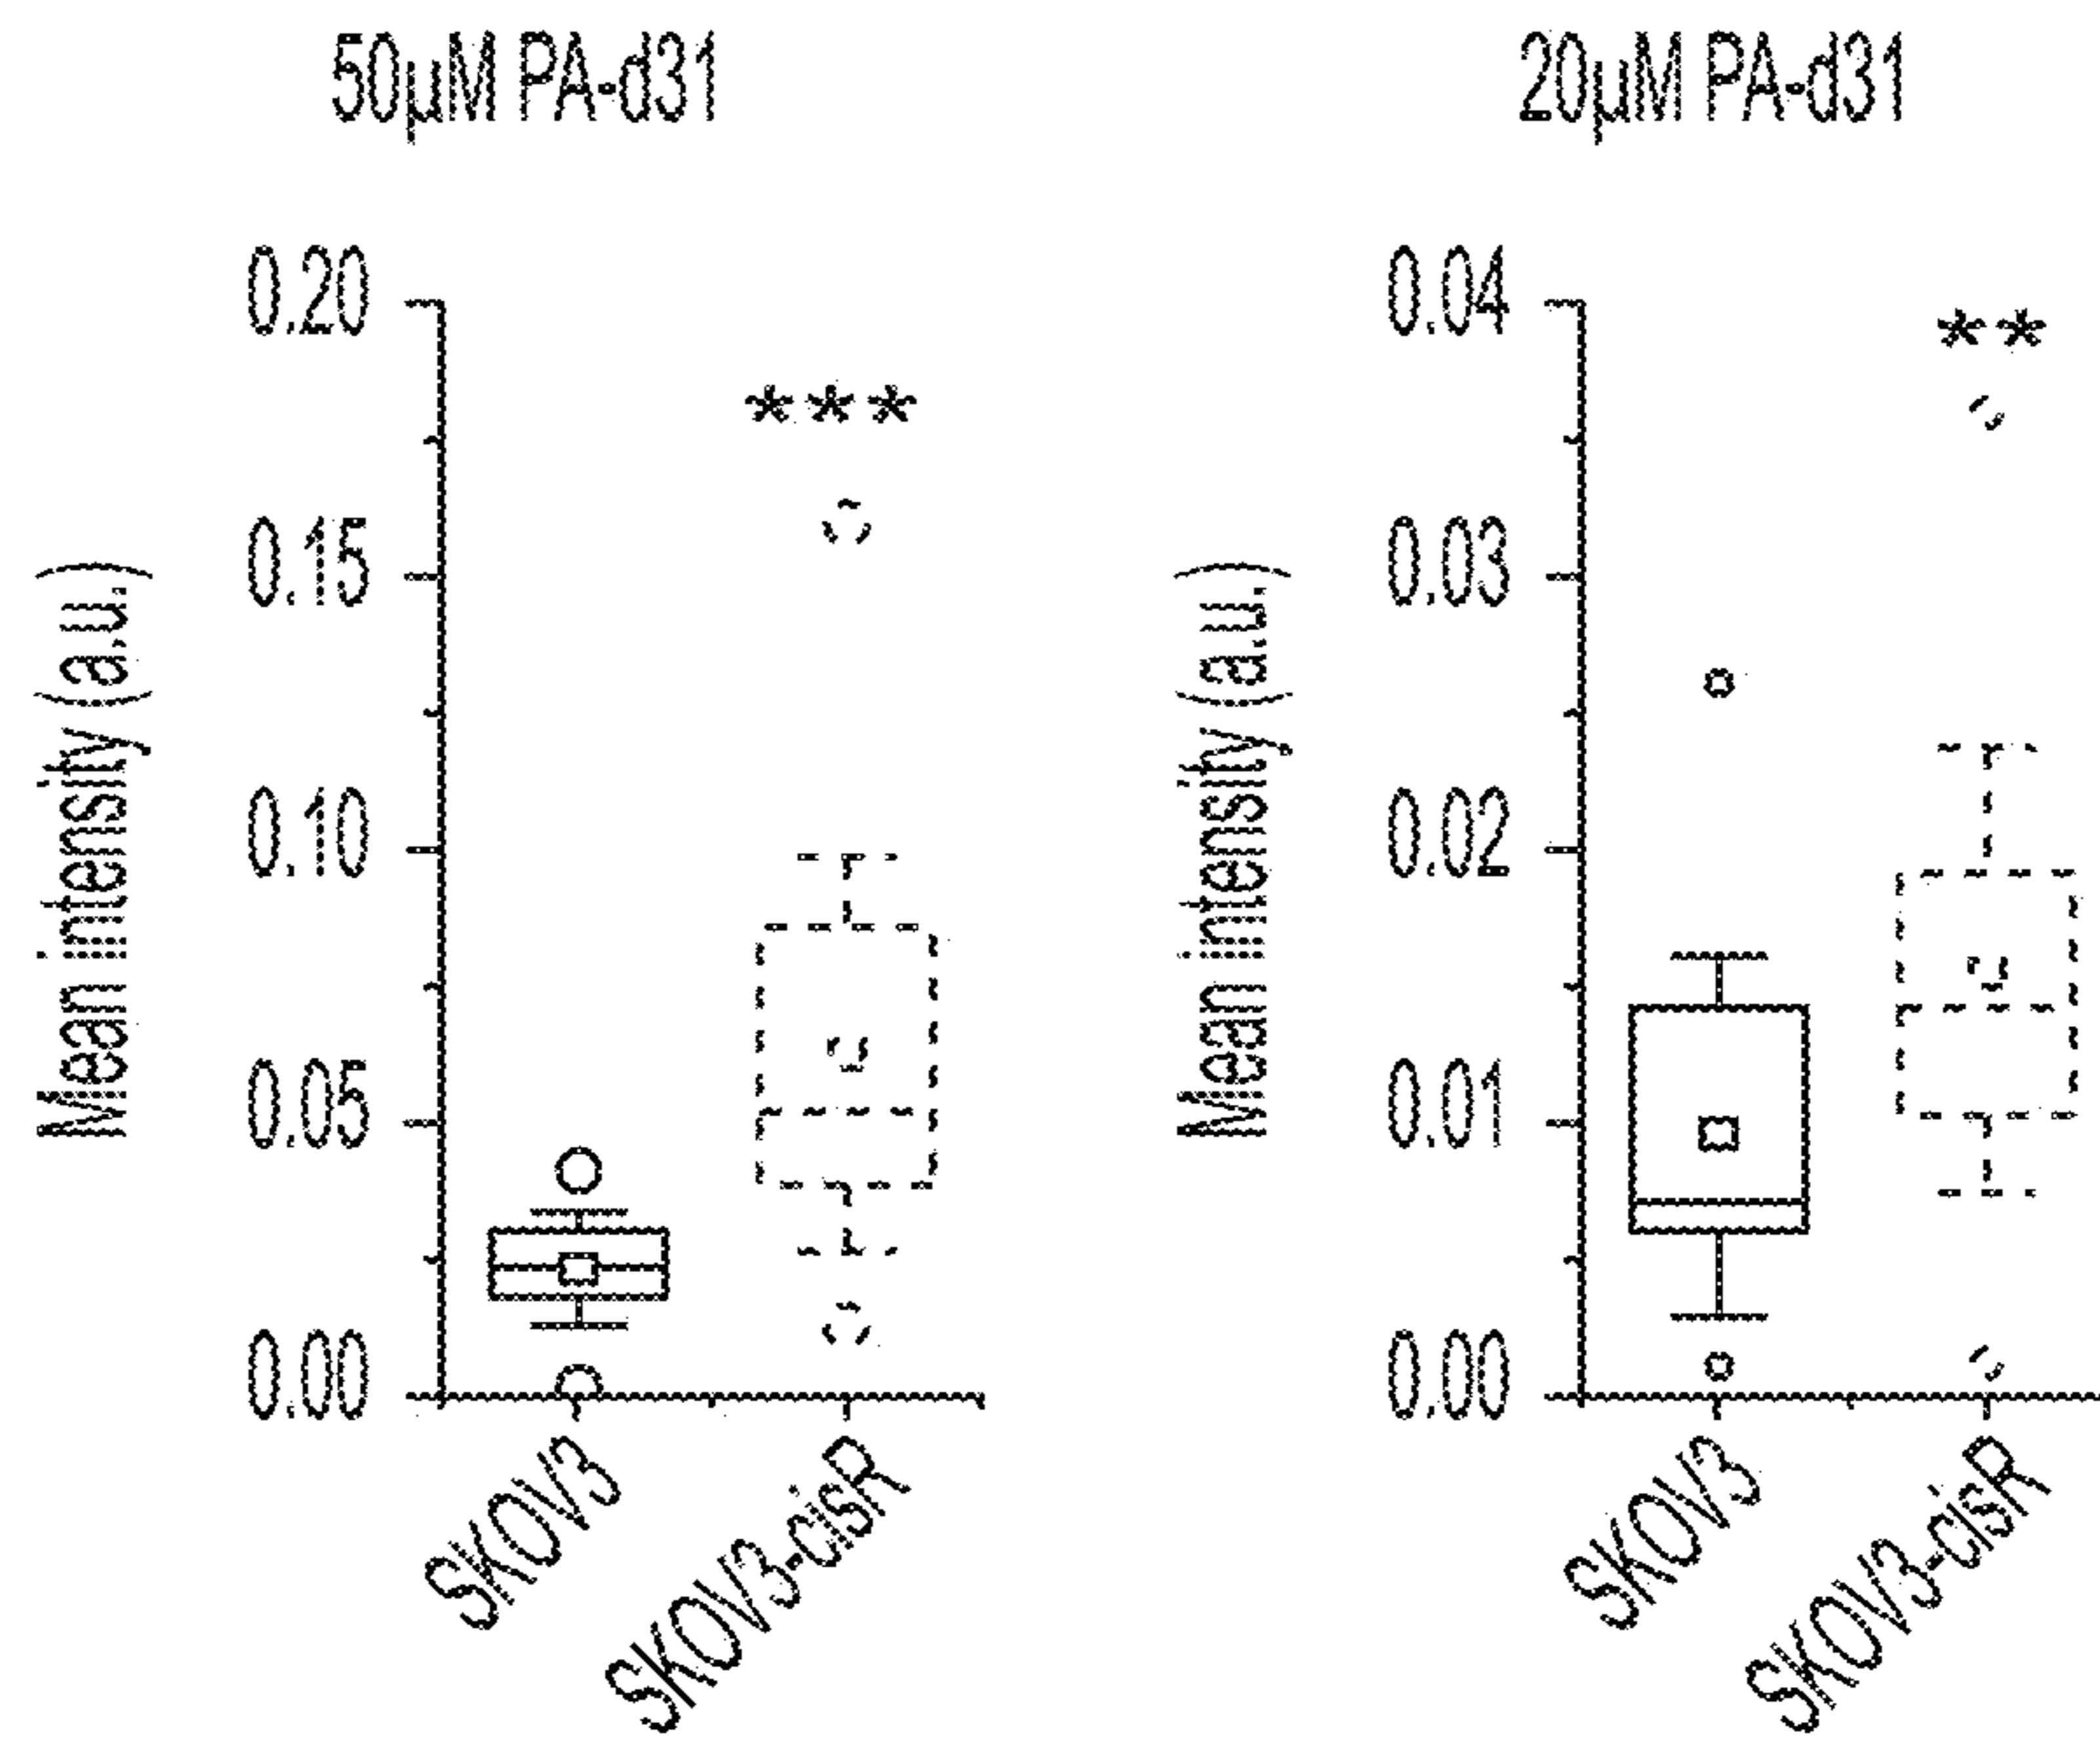 50µM PA-d31
Mean intensity (a.u.)
0.20
0.15
0.10
0.05
0.00
***
SKOV3
SKOV3-cisR
20µM PA-d31
Mean intensity (a.u.)
0.04
0.03
0.02
0.01
0.00
**
SKOV3
SKOV3-cisR